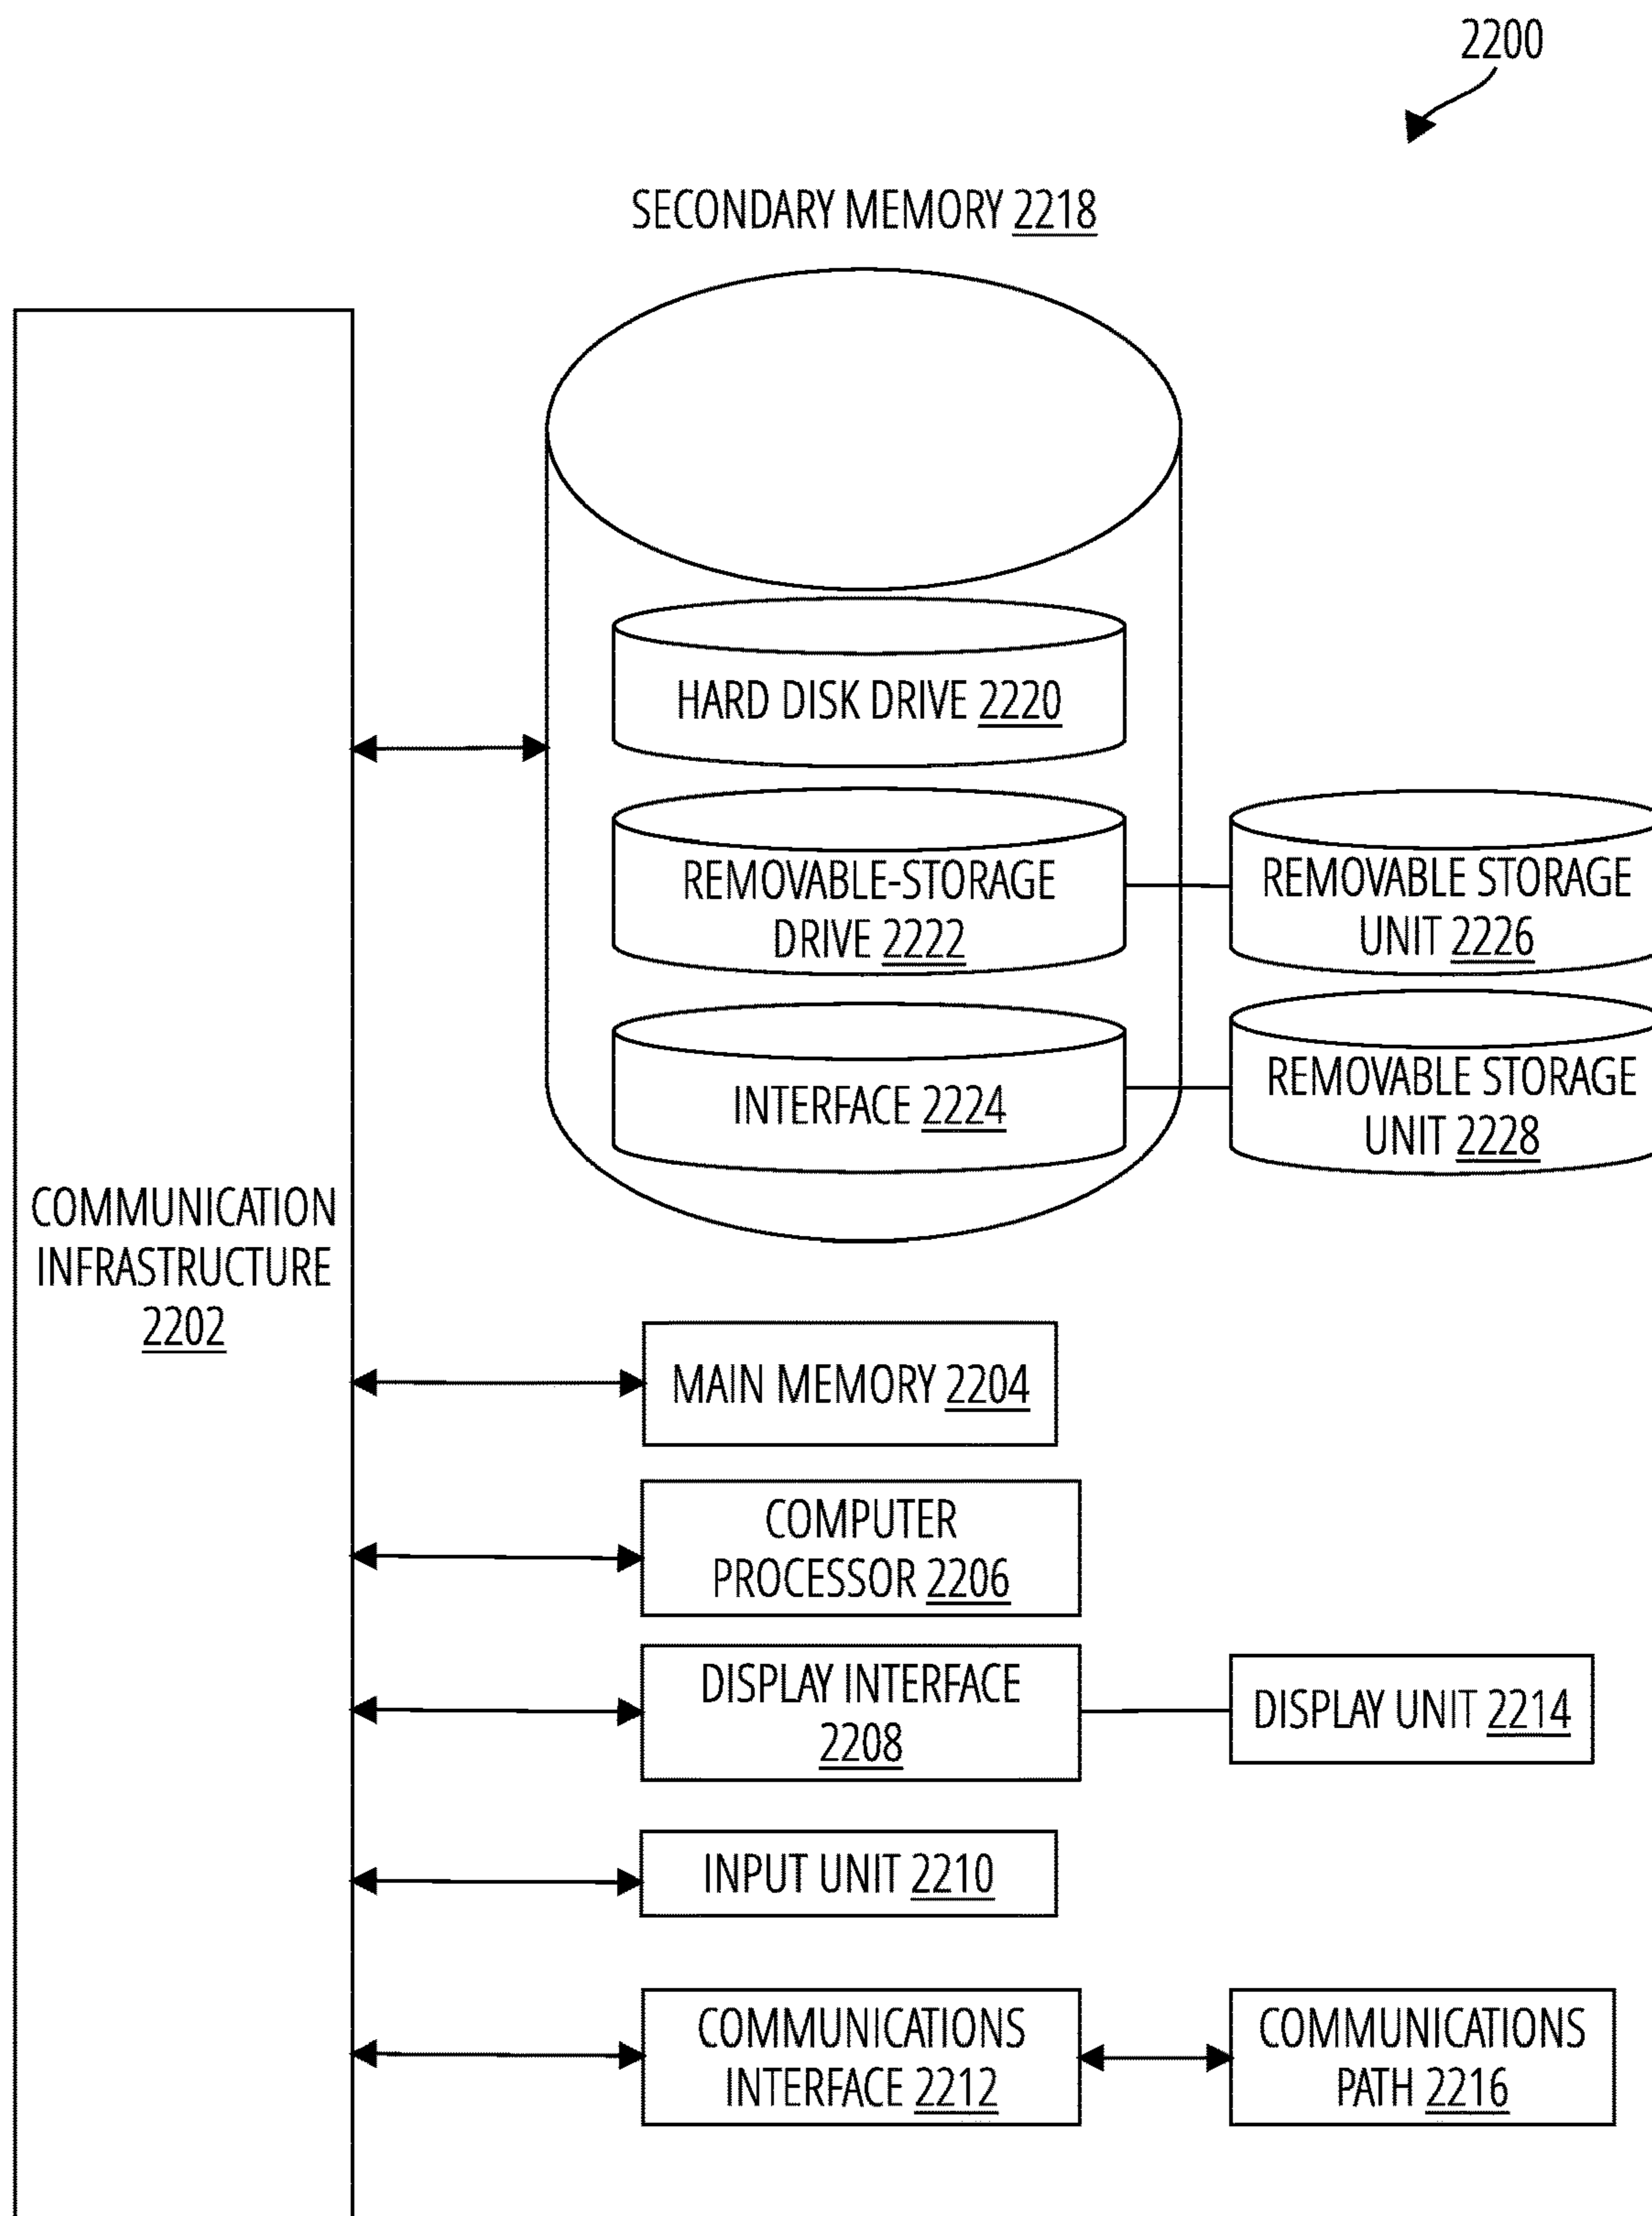 2200
SECONDARY MEMORY 2218
HARD DISK DRIVE 2220
REMOVABLE-STORAGE
DRIVE 2222
REMOVABLE STORAGE
UNIT 2226
INTERFACE 2224
REMOVABLE STORAGE
UNIT 2228
COMMUNICATION
INFRASTRUCTURE
2202
MAIN MEMORY 2204
COMPUTER
PROCESSOR 2206
DISPLAY INTERFACE
2208
DISPLAY UNIT 2214
INPUT UNIT 2210
COMMUNICATIONS
INTERFACE 2212
COMMUNICATIONS
PATH 2216